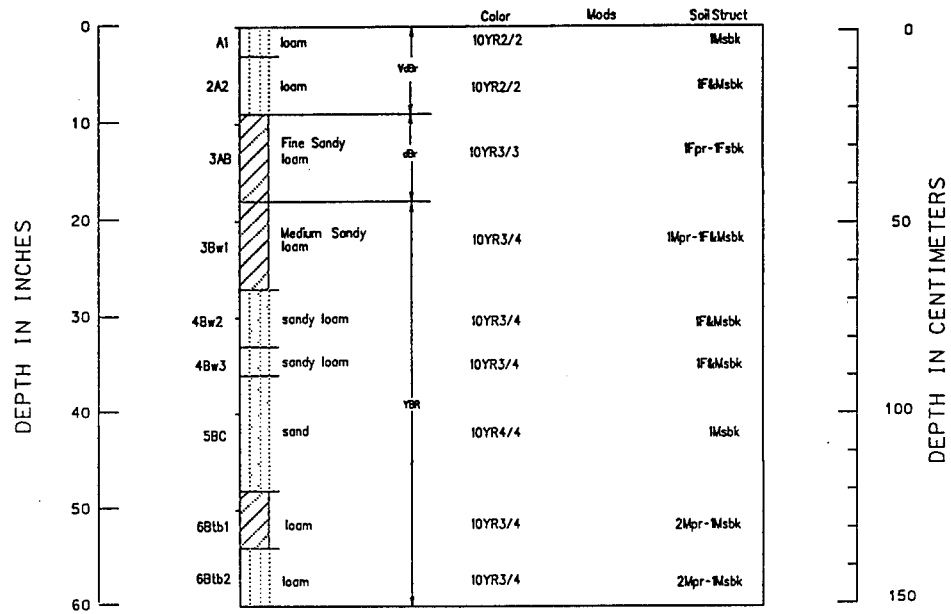 Color Mods Soil Struct
0 0
A1 loam 10YR2/2 1Msbk
VdBr
2A2 loam 10YR2/2 1F&Msbk
10
3AB Fine Sandy loam dBr 10YR3/3 1Fpr-1Fsbk
20 50
3Bw1 Medium Sandy loam 10YR3/4 1Mpr-1F&Msbk
30
4Bw2 sandy loam 10YR3/4 1F&Msbk
4Bw3 sandy loam 10YR3/4 1F&Msbk
YBR
40 100
5BC sand 10YR4/4 1Msbk
50
6Btb1 loam 10YR3/4 2Mpr-1Msbk
6Btb2 loam 10YR3/4 2Mpr-1Msbk
60 150
DEPTH IN INCHES
DEPTH IN CENTIMETERS